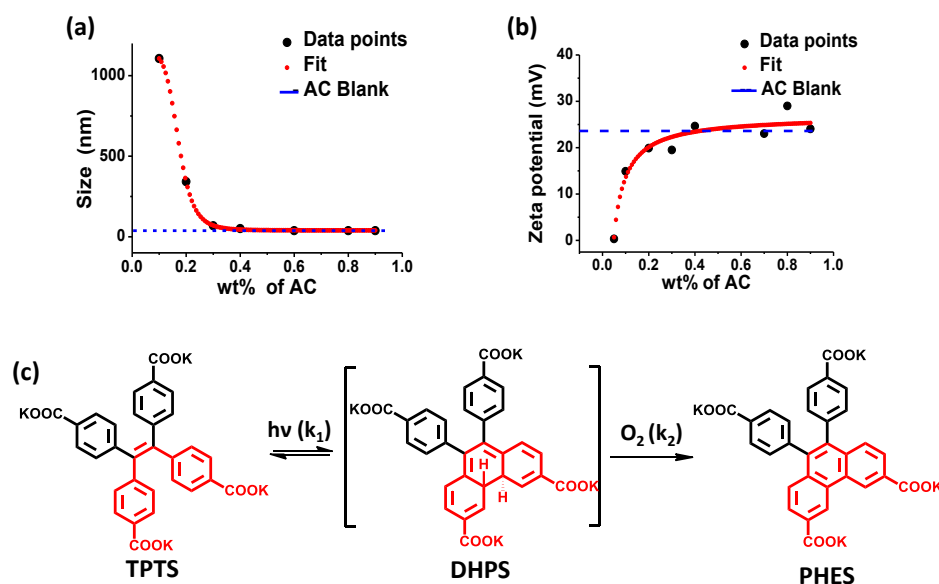 (a)
Data points
Fit
AC Blank
1000
500
0
Size (nm)
0.0 0.2 0.4 0.6 0.8 1.0
wt% of AC
(b)
Data points
Fit
AC Blank
40
30
20
10
0
Zeta potential (mV)
0.0 0.2 0.4 0.6 0.8 1.0
wt% of AC
(c)
COOK
KOOC
COOK
COOK
TPTS
hν (k₁)
COOK
KOOC
H
H
COOK
COOK
DHPS
O₂ (k₂)
COOK
KOOC
COOK
COOK
PHES